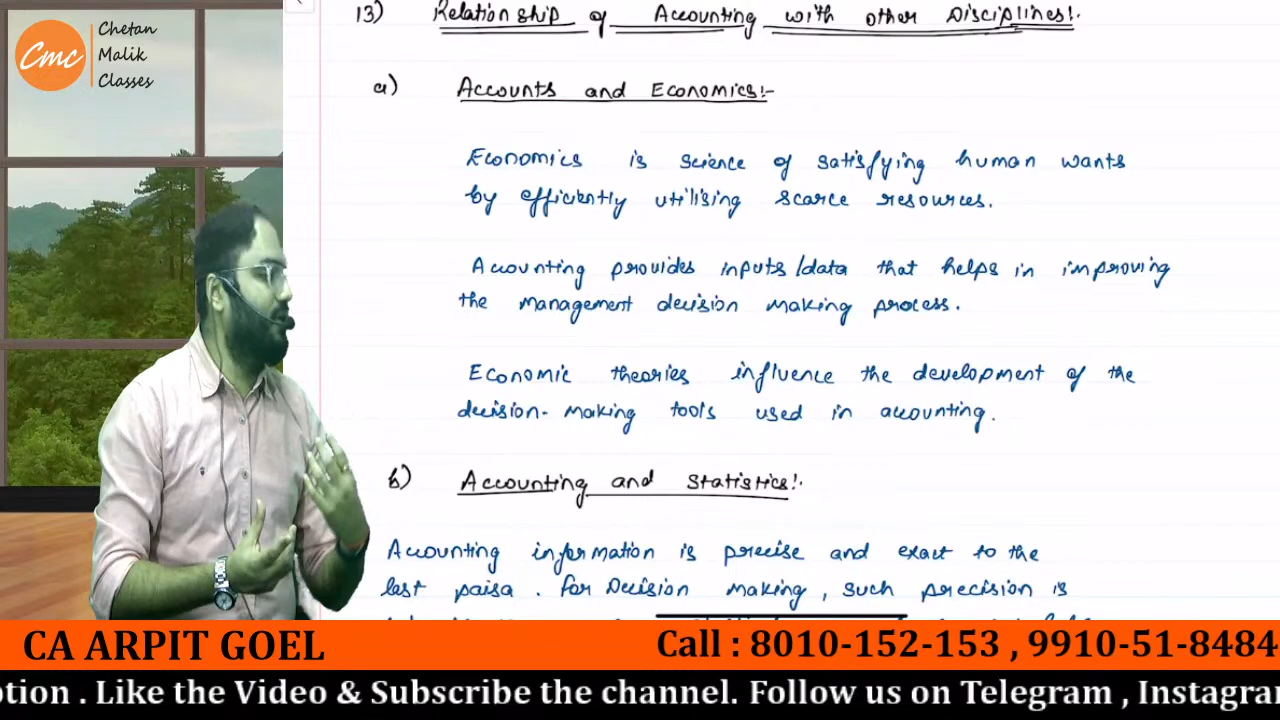 Chetan
Malik
Classes
cmc
13) Relationship of Accounting with other Disciplines!.
a) Accounts and Economics:-
Economics is science of satisfying human wants
by efficiently utilising scarce resources.
Accounting provides inputs/data that helps in improving
the management decision making process.
Economic theories influence the development of the
decision-making tools used in accounting.
b) Accounting and Statistics!.
Accounting information is precise and exact to the
last paisa. For Decision making, such precision is
CA ARPIT GOEL
Call : 8010-152-153 , 9910-51-8484
ption . Like the Video & Subscribe the channel. Follow us on Telegram , Instagra